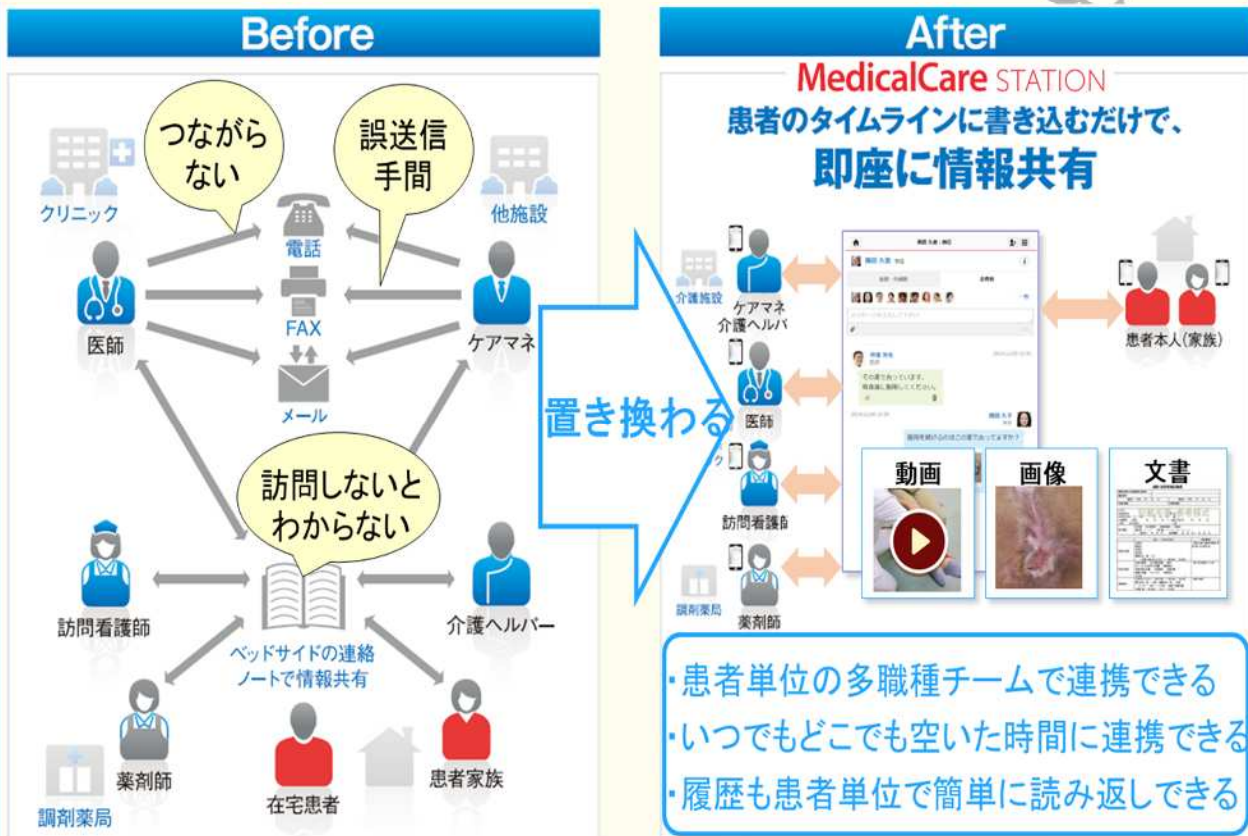 Before
つながら
ない
誤送信
手間
クリニック
他施設
電話
FAX
医師
ケアマネ
メール
訪問しないと
わからない
訪問看護師
介護ヘルパー
ベッドサイドの連絡
ノートで情報共有
薬剤師
在宅患者
患者家族
調剤薬局
置き換わる
After
MedicalCare STATION
患者のタイムラインに書き込むだけで、
即座に情報共有
介護施設
ケアマネ
介護ヘルパ
医師
訪問看護師
調剤薬局
薬剤師
患者本人(家族)
動画
画像
文書
・患者単位の多職種チームで連携できる
・いつでもどこでも空いた時間に連携できる
・履歴も患者単位で簡単に読み返しできる